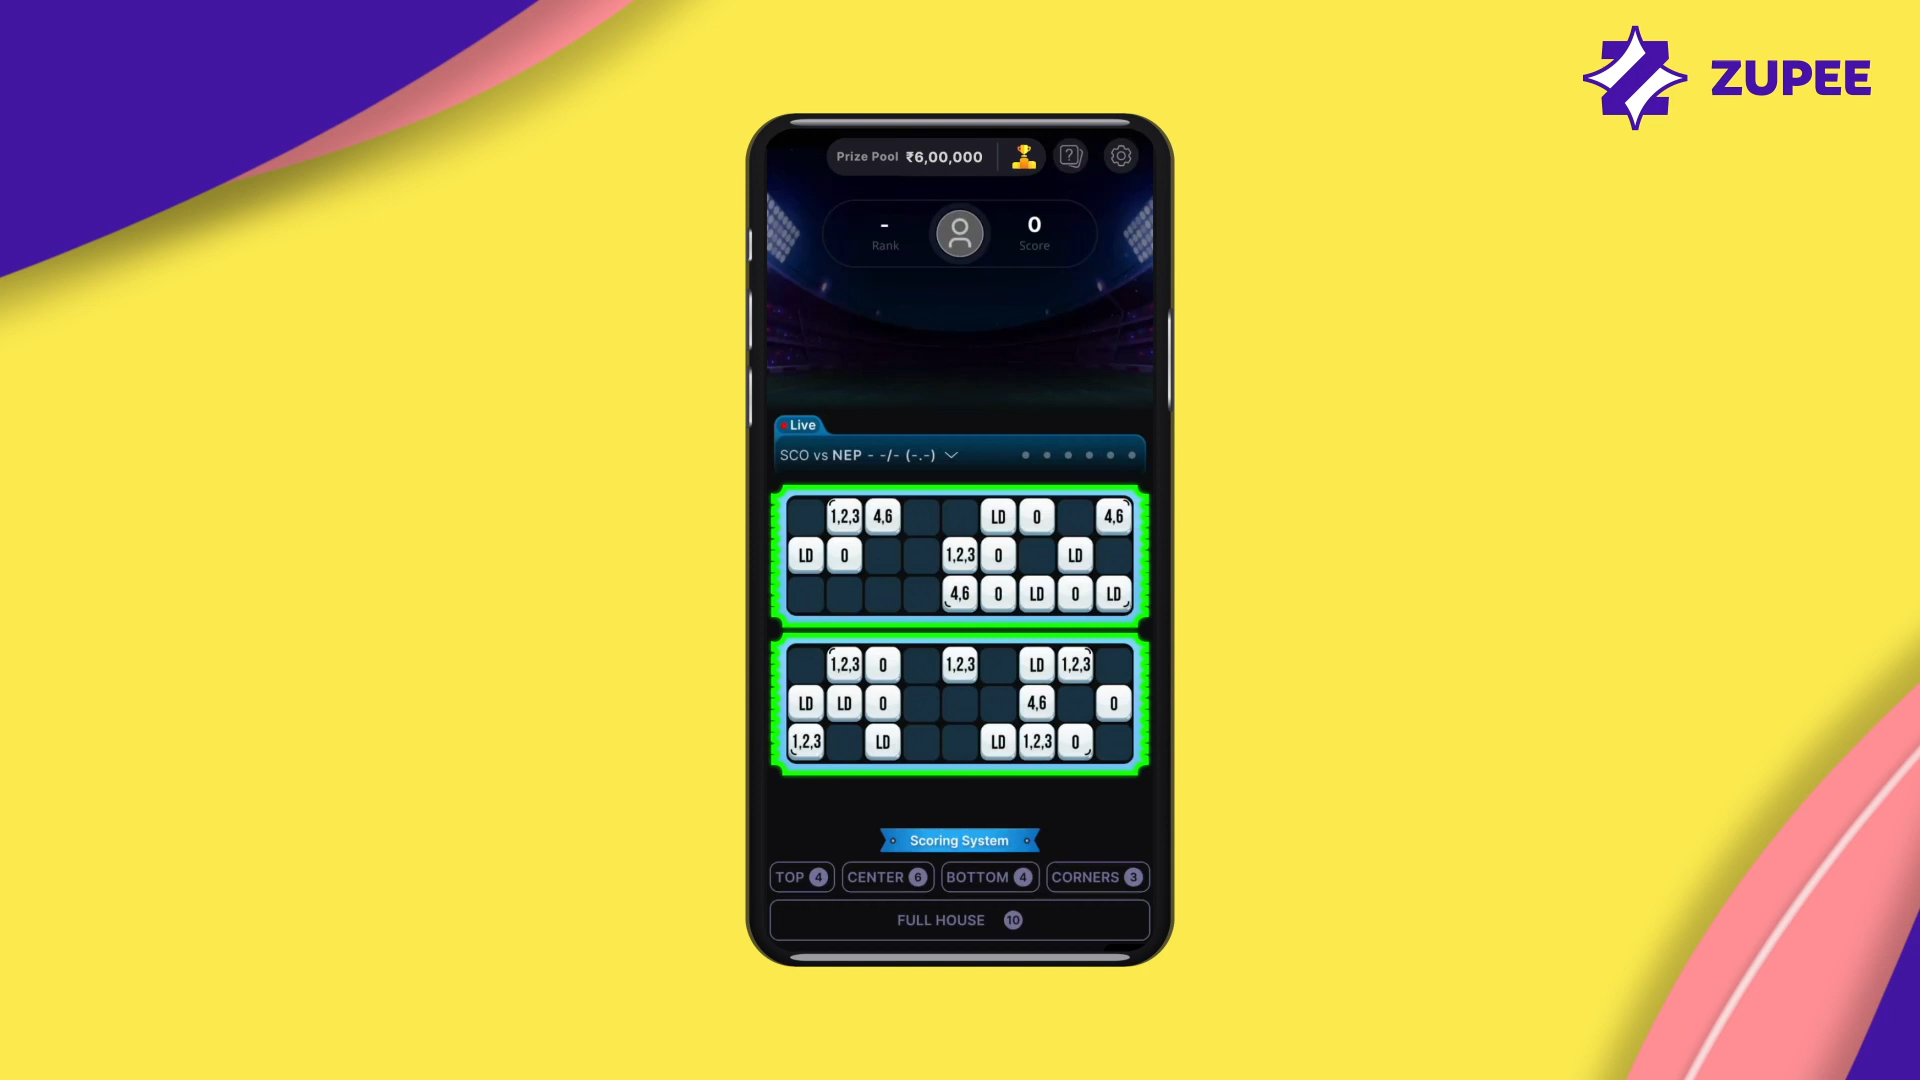 ZUPEE
Prize Pool ₹6,00,000
- 0
Rank Score
Live
SCO vs NEP - -/- (-.-)
1,2,3 4,6 LD 0 4,6
LD 0 1,2,3 0 LD
4,6 0 LD 0 LD
1,2,3 0 1,2,3 LD 1,2,3
LD LD 0 4,6 0
1,2,3 LD LD 1,2,3 0
Scoring System
TOP 4 CENTER 6 BOTTOM 4 CORNERS 3
FULL HOUSE 10